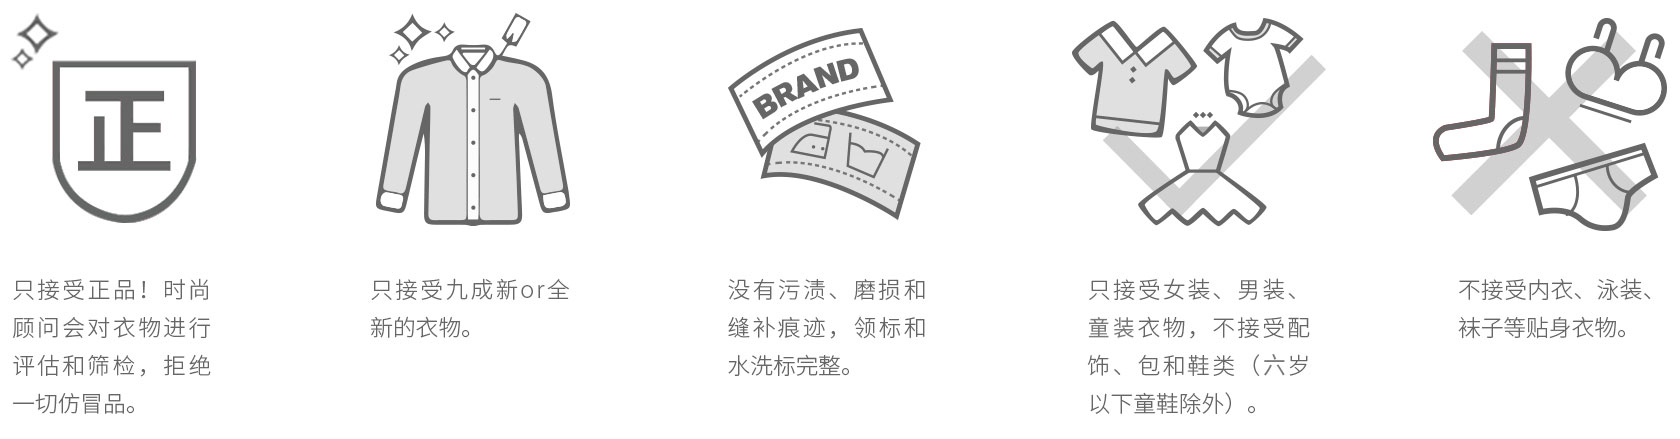 正
BRAND
只接受正品！时尚
顾问会对衣物进行
评估和筛检，拒绝
一切仿冒品。
只接受九成新or全
新的衣物。
没有污渍、磨损和
缝补痕迹，领标和
水洗标完整。
只接受女装、男装、
童装衣物，不接受配
饰、包和鞋类（六岁
以下童鞋除外）。
不接受内衣、泳装、
袜子等贴身衣物。